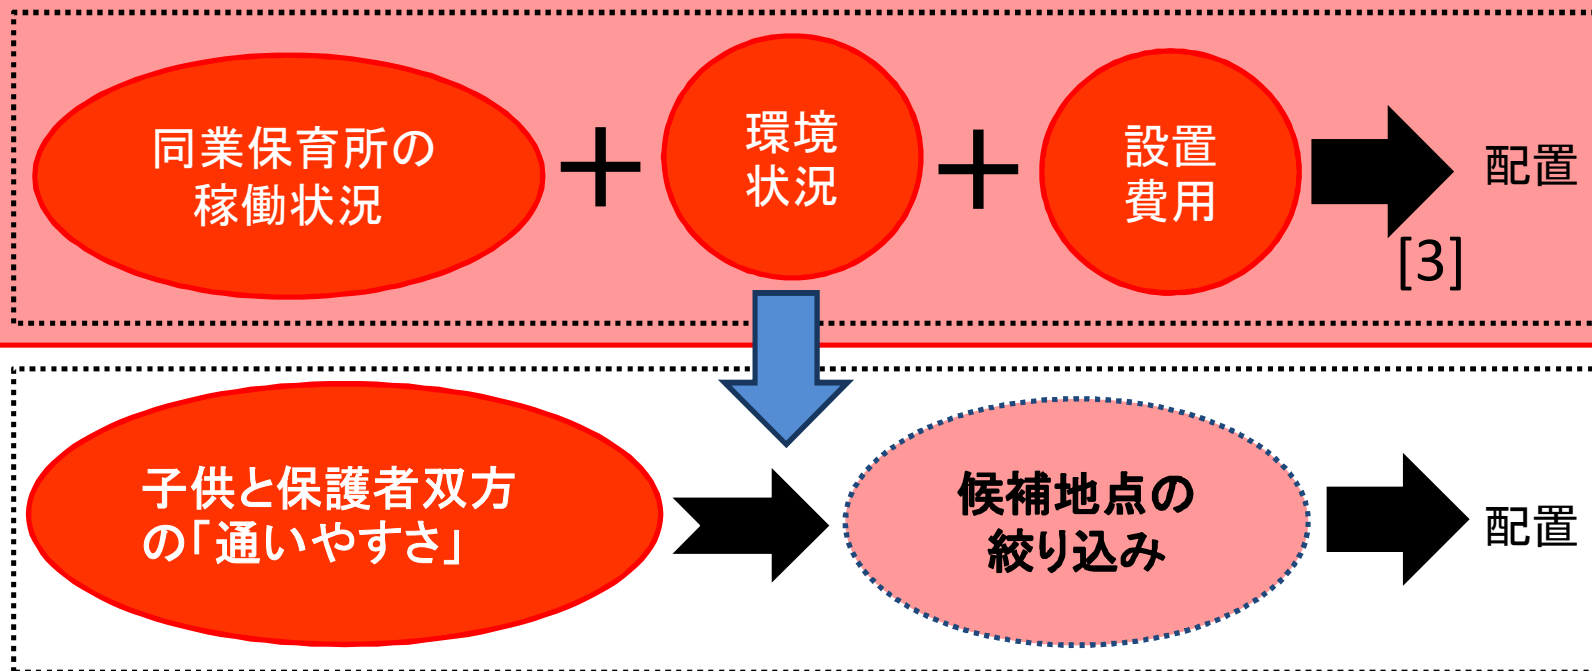 同業保育所の
稼働状況
+
環境
状況
+
設置
費用
配置
[3]
子供と保護者双方
の「通いやすさ」
候補地点の
絞り込み
配置